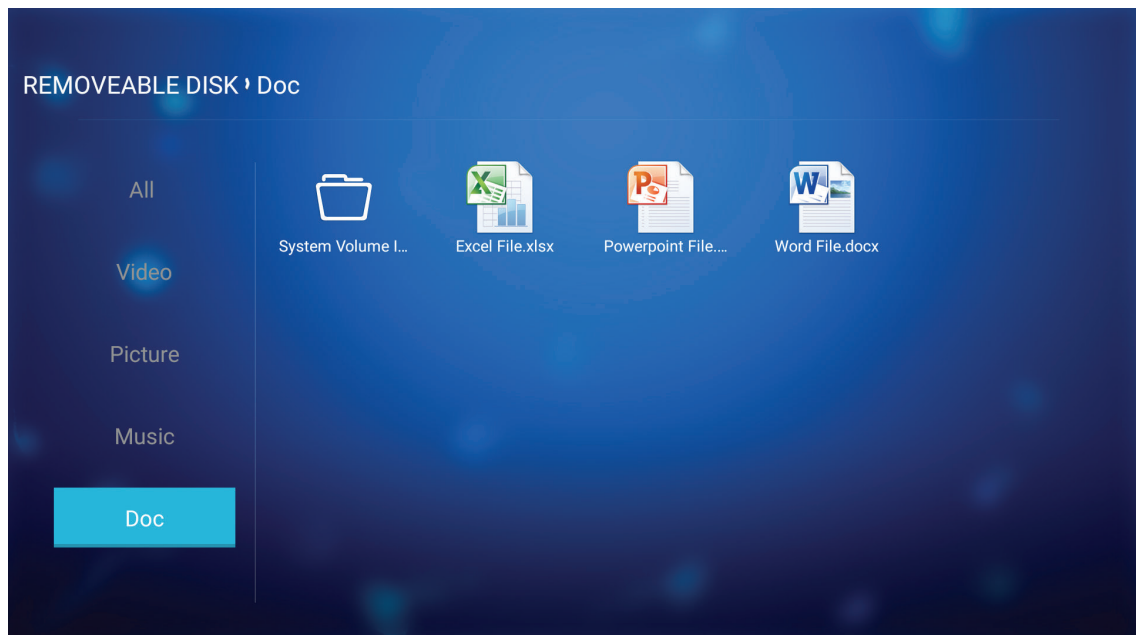 REMOVEABLE DISK Doc
All
Video
Picture
Music
Doc
System Volume I...
Excel File.xlsx
Powerpoint File....
Word File.docx